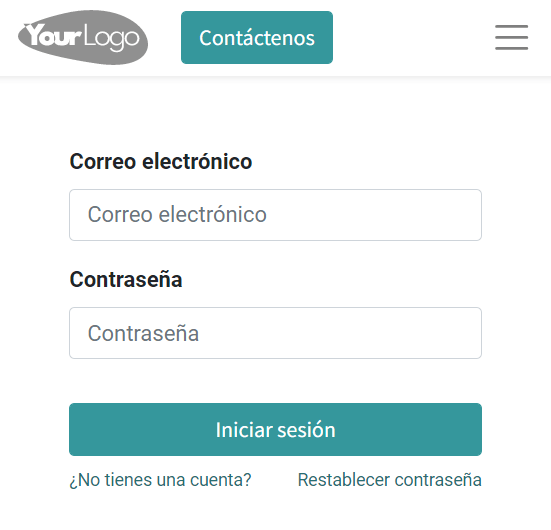 YourLogo
Contáctenos
Correo electrónico
Correo electrónico
Contraseña
Contraseña
Iniciar sesión
¿No tienes una cuenta? Restablecer contraseña